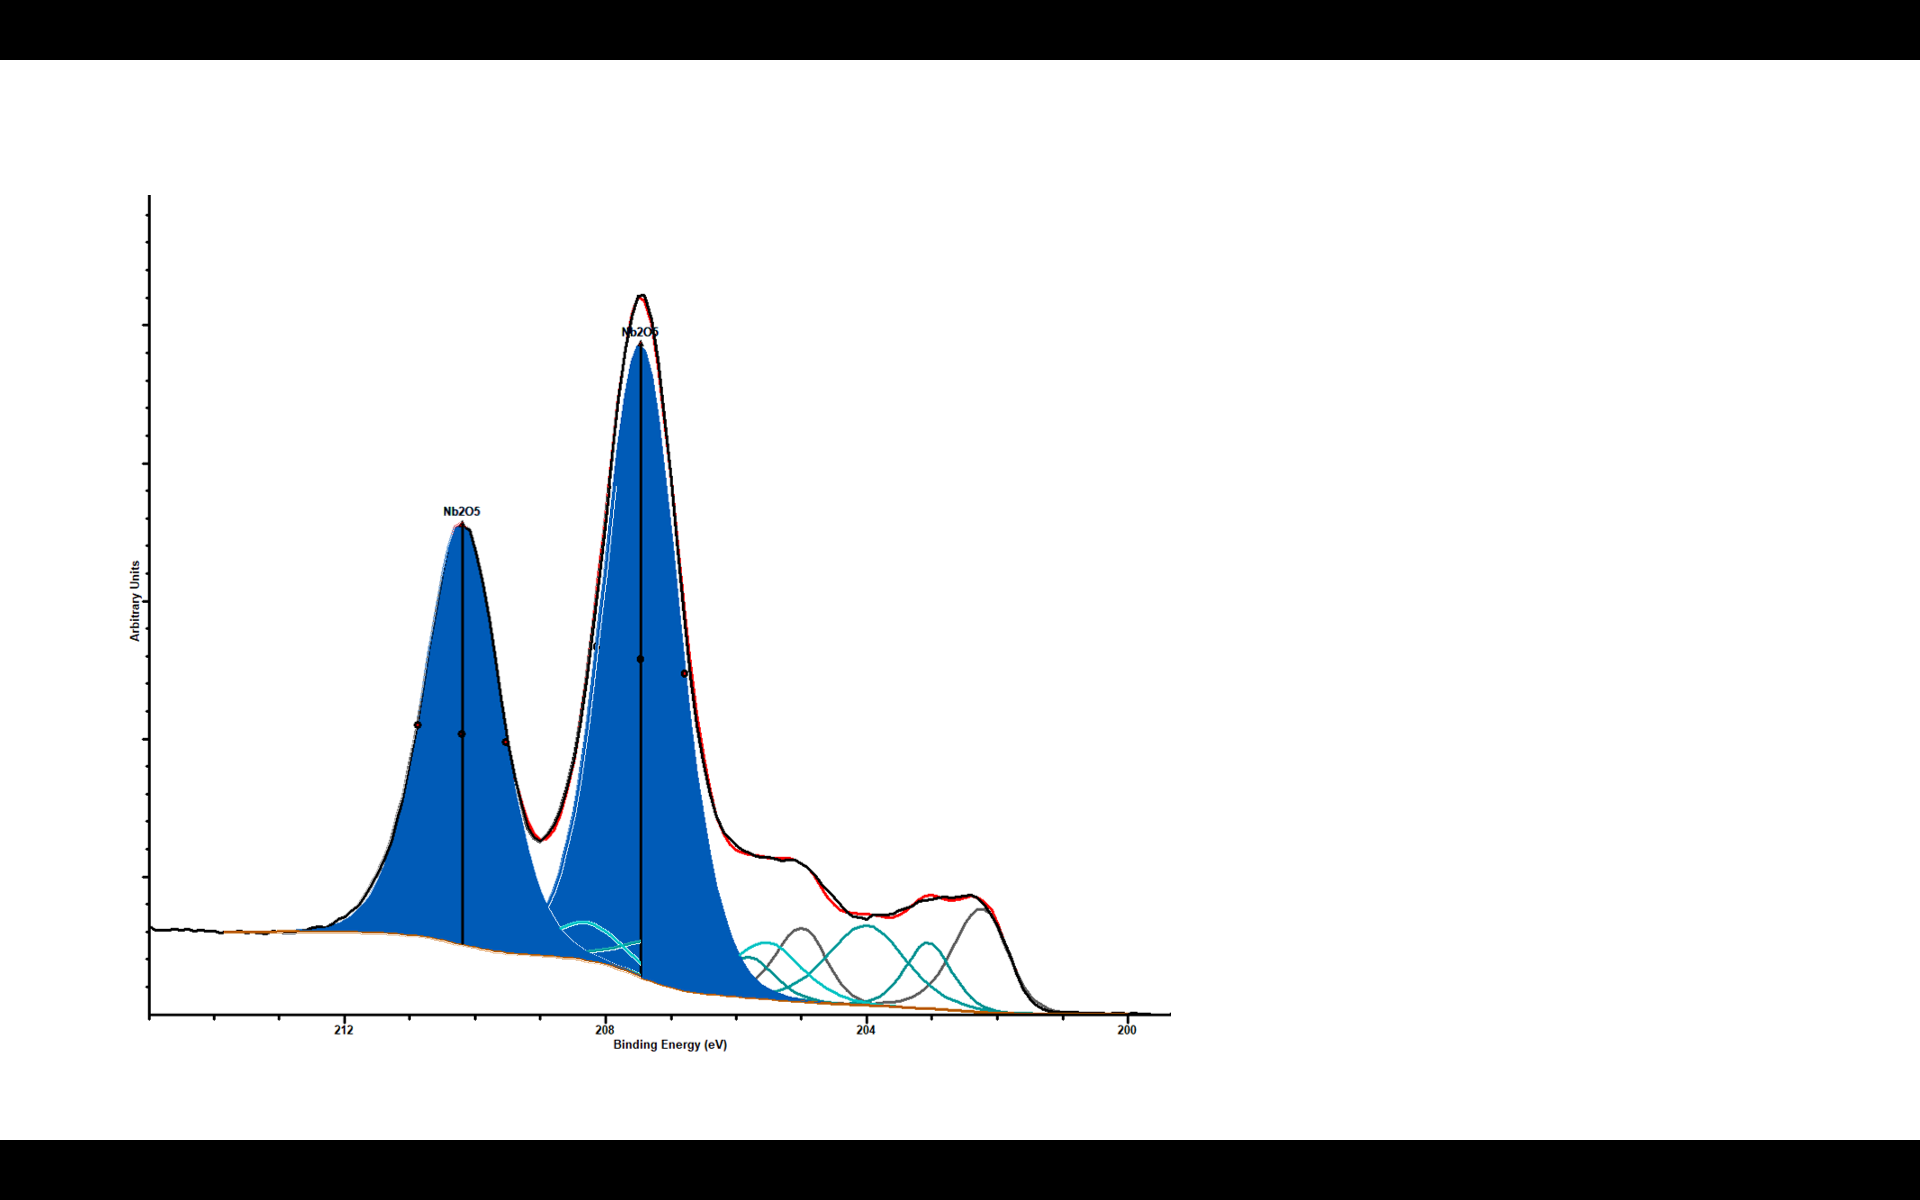 Nb2O5
Nb2O5
Arbitrary Units
212
208
204
200
Binding Energy (eV)